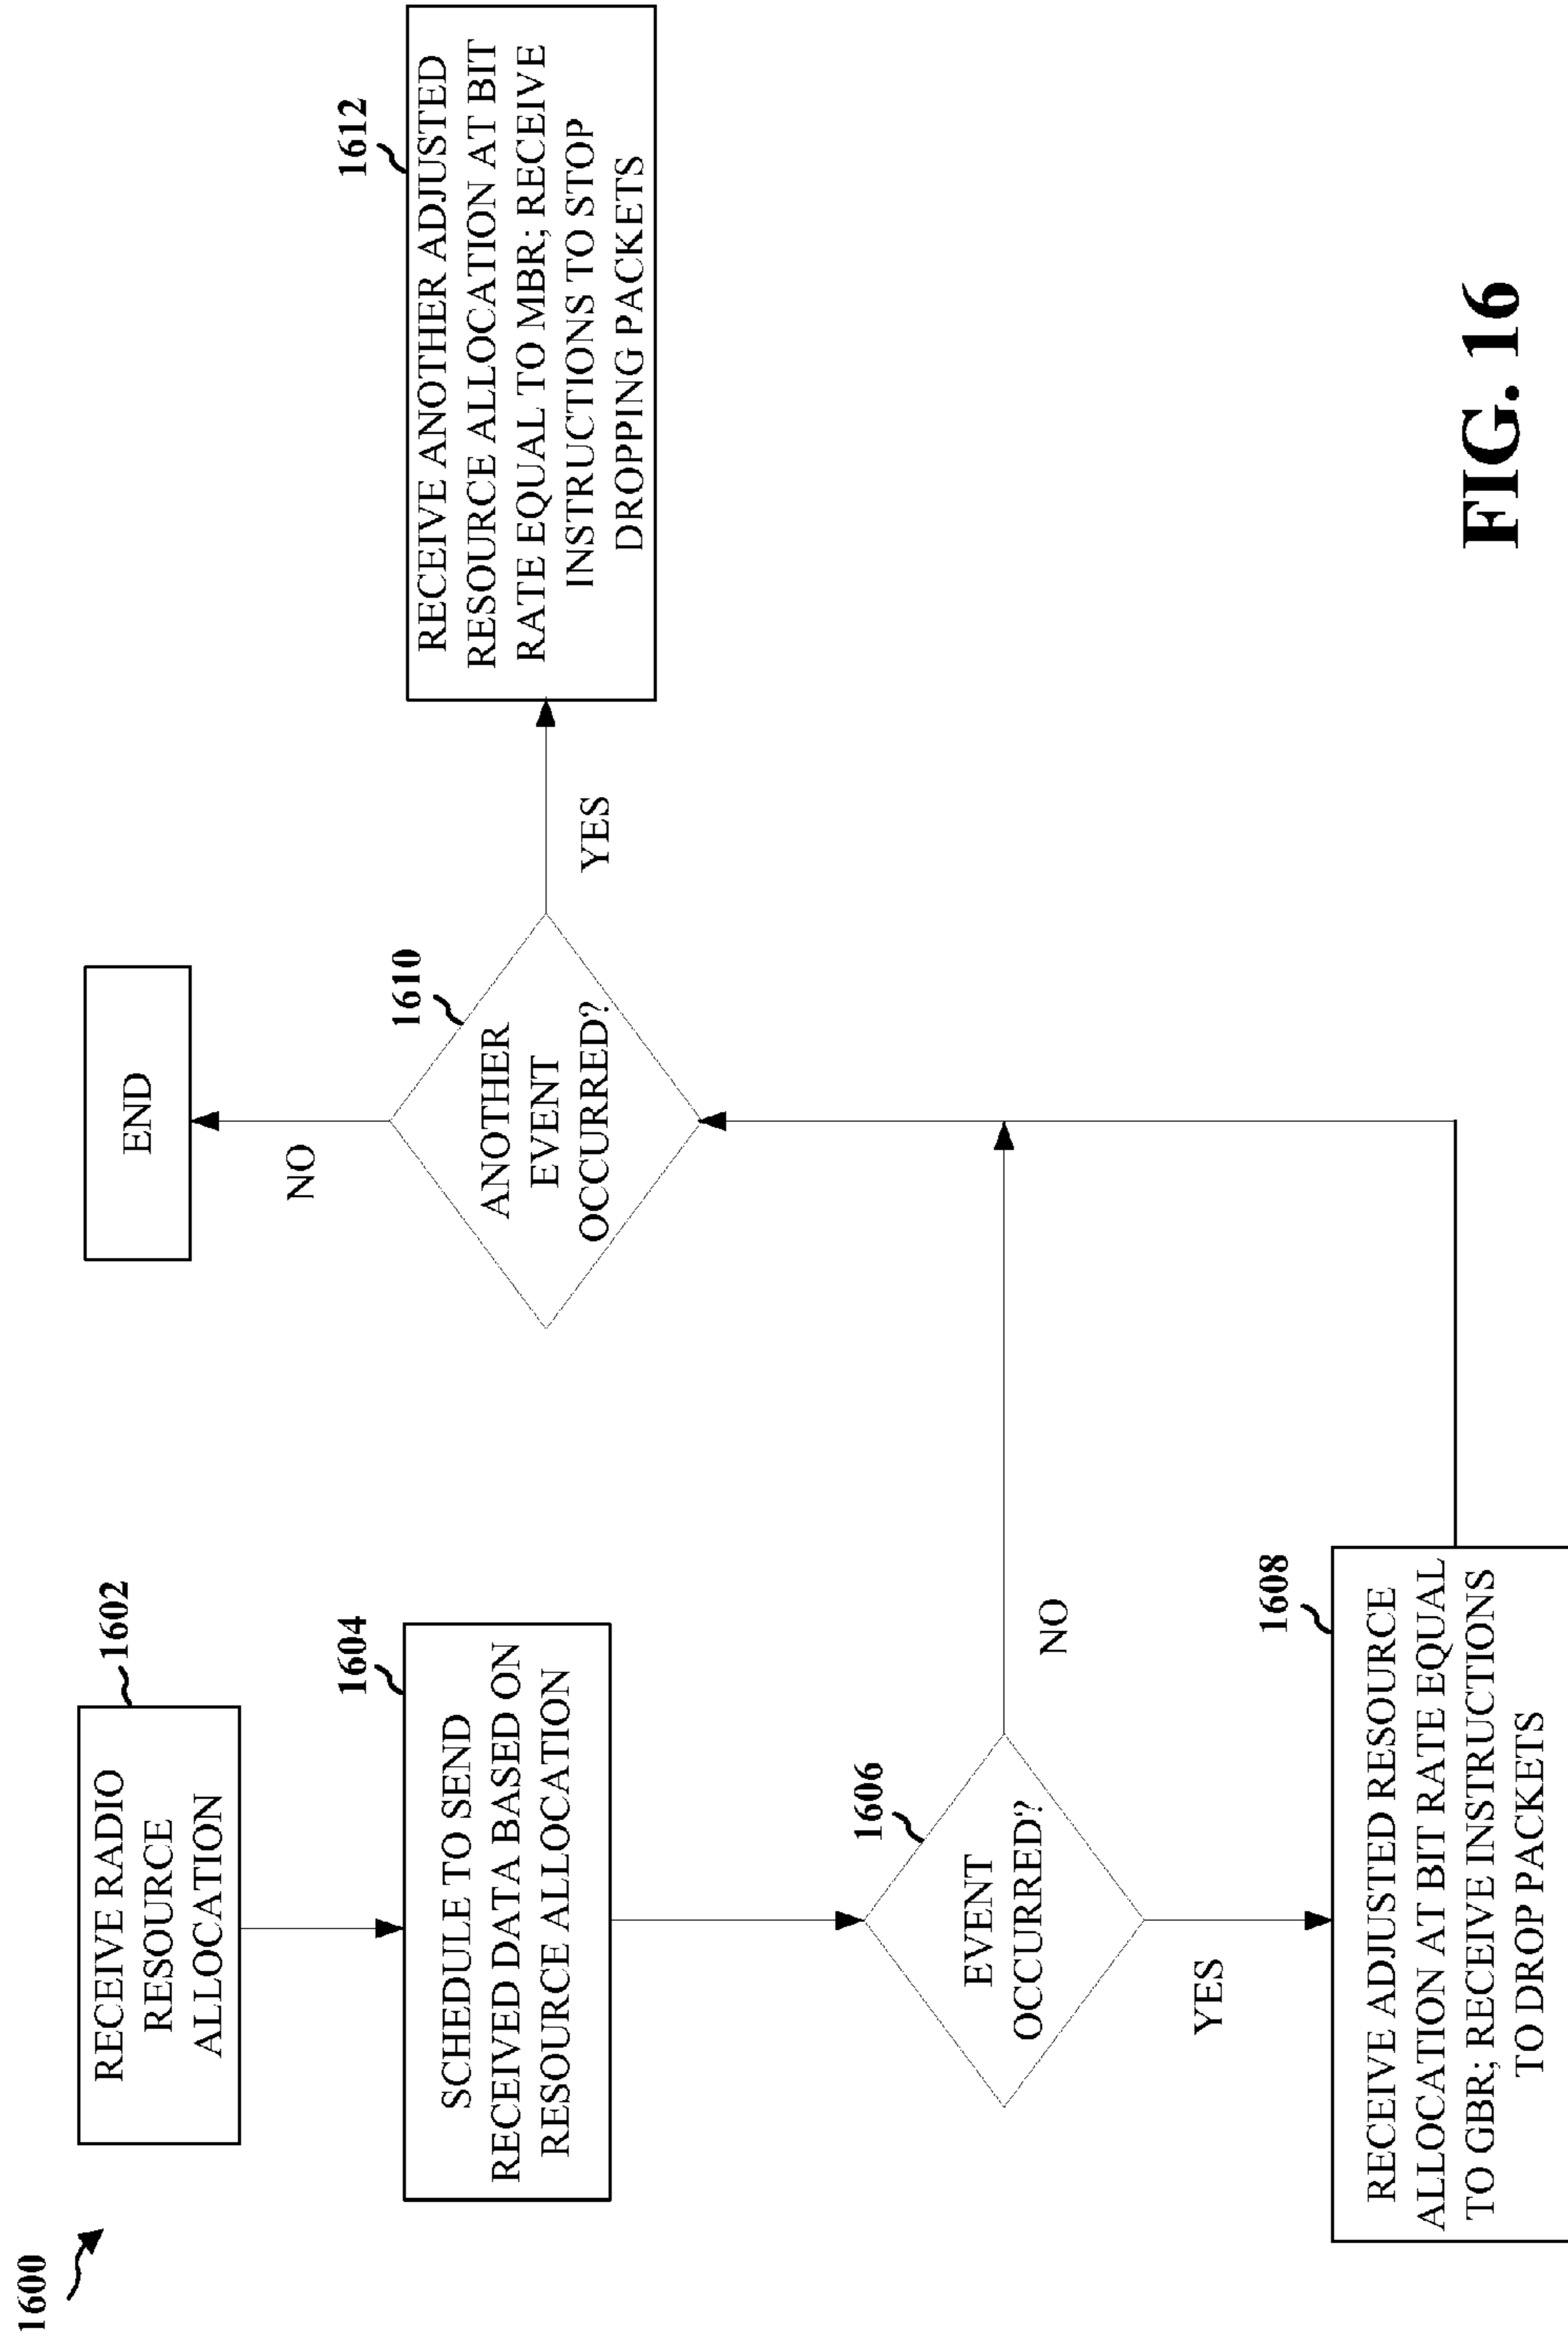 1600
1602
RECEIVE RADIO
RESOURCE
ALLOCATION
1604
SCHEDULE TO SEND
RECEIVED DATA BASED ON
RESOURCE ALLOCATION
1606
EVENT
OCCURRED?
NO
YES
1608
RECEIVE ADJUSTED RESOURCE
ALLOCATION AT BIT RATE EQUAL
TO GBR; RECEIVE INSTRUCTIONS
TO DROP PACKETS
END
NO
1610
ANOTHER
EVENT
OCCURRED?
YES
1612
RECEIVE ANOTHER ADJUSTED
RESOURCE ALLOCATION AT BIT
RATE EQUAL TO MBR; RECEIVE
INSTRUCTIONS TO STOP
DROPPING PACKETS
FIG. 16